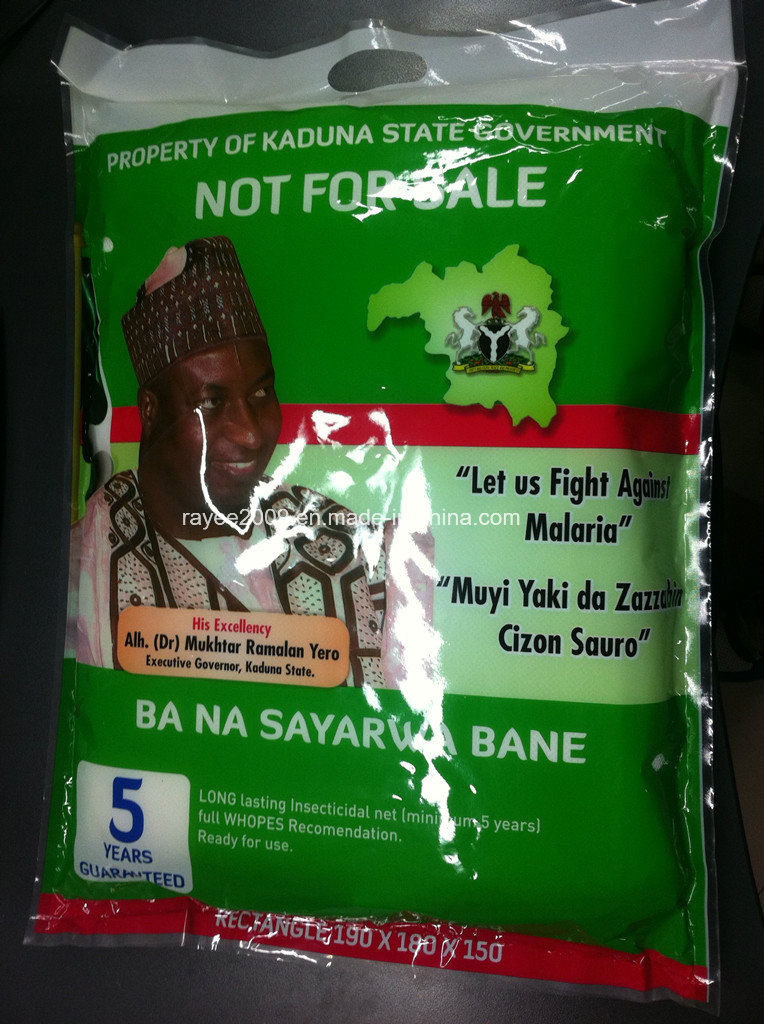 PROPERTY OF KADUNA STATE GOVERNMENT
NOT FOR SALE
"Let us Fight Against
Malaria"
rayee2009.en.made-in-china.com
"Muyi Yaki da Zazzabin
Cizon Sauro"
His Excellency
Alh. (Dr) Mukhtar Ramalan Yero
Executive Governor, Kaduna State.
BA NA SAYARWA BANE
5
YEARS
GUARANTEED
LONG lasting Insecticidal net (minimum 5 years)
full WHOPES Recomendation.
Ready for use.
RECTANGLE 190 X 180 X 150